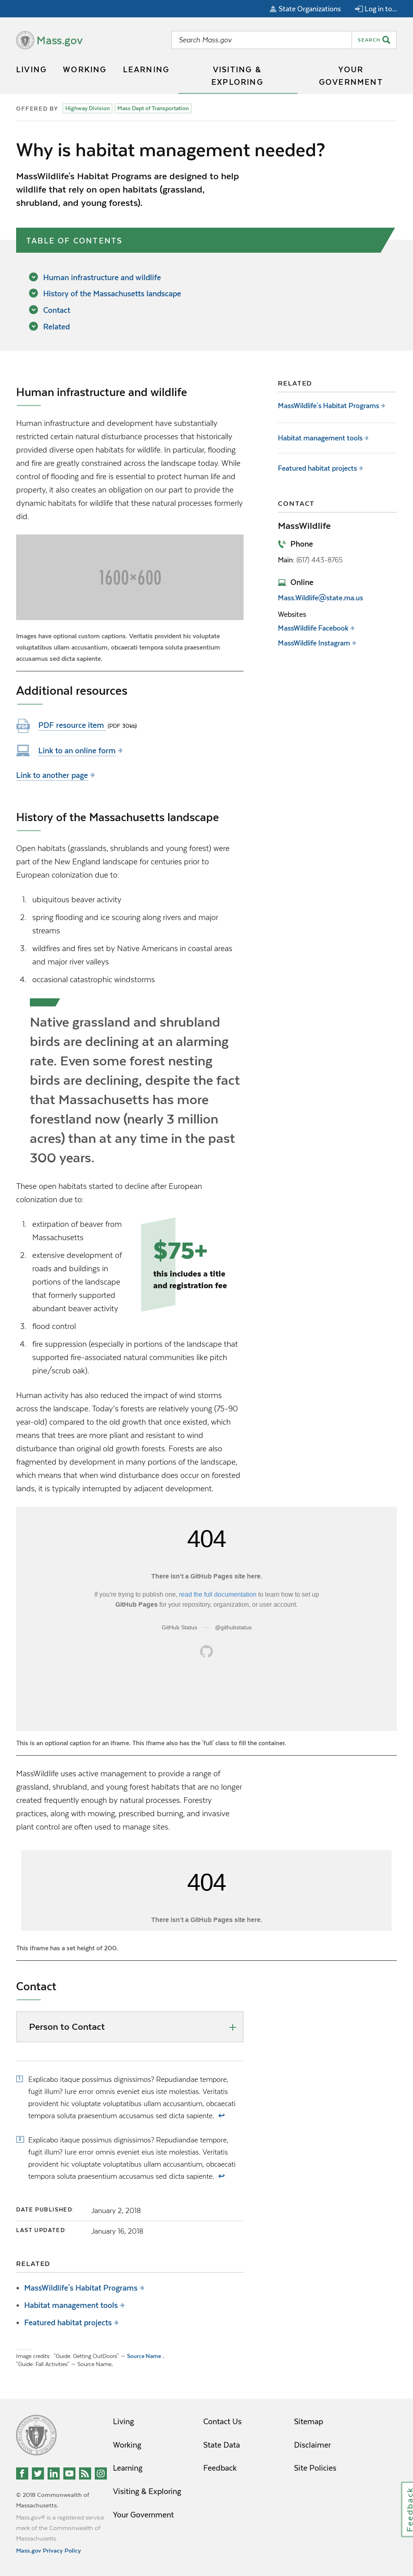 State Organizations
Log in to...
Mass.gov
Search Mass.gov
SEARCH
LIVING
WORKING
LEARNING
VISITING &
EXPLORING
YOUR
GOVERNMENT
OFFERED BY
Highway Division
Mass Dept of Transportation
Why is habitat management needed?
MassWildlife's Habitat Programs are designed to help
wildlife that rely on open habitats (grassland,
shrubland, and young forests).
TABLE OF CONTENTS
Human infrastructure and wildlife
History of the Massachusetts landscape
Contact
Related
Human infrastructure and wildlife
Human infrastructure and development have substantially
restricted certain natural disturbance processes that historically
provided diverse open habitats for wildlife. In particular, flooding
and fire are greatly constrained across the landscape today. While
control of flooding and fire is essential to protect human life and
property, it also creates an obligation on our part to provide the
dynamic habitats for wildlife that these natural processes formerly
did.
1600×600
Images have optional custom captions. Veritatis provident hic voluptate
voluptatibus ullam accusantium, obcaecati tempora soluta praesentium
accusamus sed dicta sapiente.
Additional resources
PDF resource item (PDF 30kb)
Link to an online form
Link to another page
RELATED
MassWildlife's Habitat Programs
Habitat management tools
Featured habitat projects
CONTACT
MassWildlife
Phone
Main: (617) 443-8765
Online
Mass.Wildlife@state.ma.us
Websites
MassWildlife Facebook
MassWildlife Instagram
History of the Massachusetts landscape
Open habitats (grasslands, shrublands and young forest) were
part of the New England landscape for centuries prior to
European colonization due to:
1. ubiquitous beaver activity
2. spring flooding and ice scouring along rivers and major
streams
3. wildfires and fires set by Native Americans in coastal areas
and major river valleys
4. occasional catastrophic windstorms
Native grassland and shrubland
birds are declining at an alarming
rate. Even some forest nesting
birds are declining, despite the fact
that Massachusetts has more
forestland now (nearly 3 million
acres) than at any time in the past
300 years.
These open habitats started to decline after European
colonization due to:
1. extirpation of beaver from
Massachusetts
2. extensive development of
roads and buildings in
portions of the landscape
that formerly supported
abundant beaver activity
$75+
this includes a title
and registration fee
3. flood control
4. fire suppression (especially in portions of the landscape that
supported fire-associated natural communities like pitch
pine/scrub oak).
Human activity has also reduced the impact of wind storms
across the landscape. Today's forests are relatively young (75-90
year-old) compared to the old growth that once existed, which
means that trees are more pliant and resistant to wind
disturbance than original old growth forests. Forests are also
fragmented by development in many portions of the landscape,
which means that when wind disturbance does occur on forested
lands, it is typically interrupted by adjacent development.
404
There isn't a GitHub Pages site here.
If you're trying to publish one, read the full documentation to learn how to set up
GitHub Pages for your repository, organization, or user account.
GitHub Status — @githubstatus
This is an optional caption for an iframe. This iframe also has the 'full' class to fill the container.
MassWildlife uses active management to provide a range of
grassland, shrubland, and young forest habitats that are no longer
created frequently enough by natural processes. Forestry
practices, along with mowing, prescribed burning, and invasive
plant control are often used to manage sites.
404
There isn't a GitHub Pages site here.
This iframe has a set height of 200.
Contact
Person to Contact
1 Explicabo itaque possimus dignissimos? Repudiandae tempore,
fugit illum? Iure error omnis eveniet eius iste molestias. Veritatis
provident hic voluptate voluptatibus ullam accusantium, obcaecati
tempora soluta praesentium accusamus sed dicta sapiente. ↩
2 Explicabo itaque possimus dignissimos? Repudiandae tempore,
fugit illum? Iure error omnis eveniet eius iste molestias. Veritatis
provident hic voluptate voluptatibus ullam accusantium, obcaecati
tempora soluta praesentium accusamus sed dicta sapiente. ↩
DATE PUBLISHED: January 2, 2018
LAST UPDATED: January 16, 2018
RELATED
MassWildlife's Habitat Programs
Habitat management tools
Featured habitat projects
Image credits: "Guide: Getting OutDoors" — Source Name ,
"Guide: Fall Activities" — Source Name;
Living
Working
Learning
Visiting & Exploring
Your Government
Contact Us
State Data
Feedback
Sitemap
Disclaimer
Site Policies
© 2018 Commonwealth of
Massachusetts.
Mass.gov® is a registered service
mark of the Commonwealth of
Massachusetts.
Mass.gov Privacy Policy
Feedback